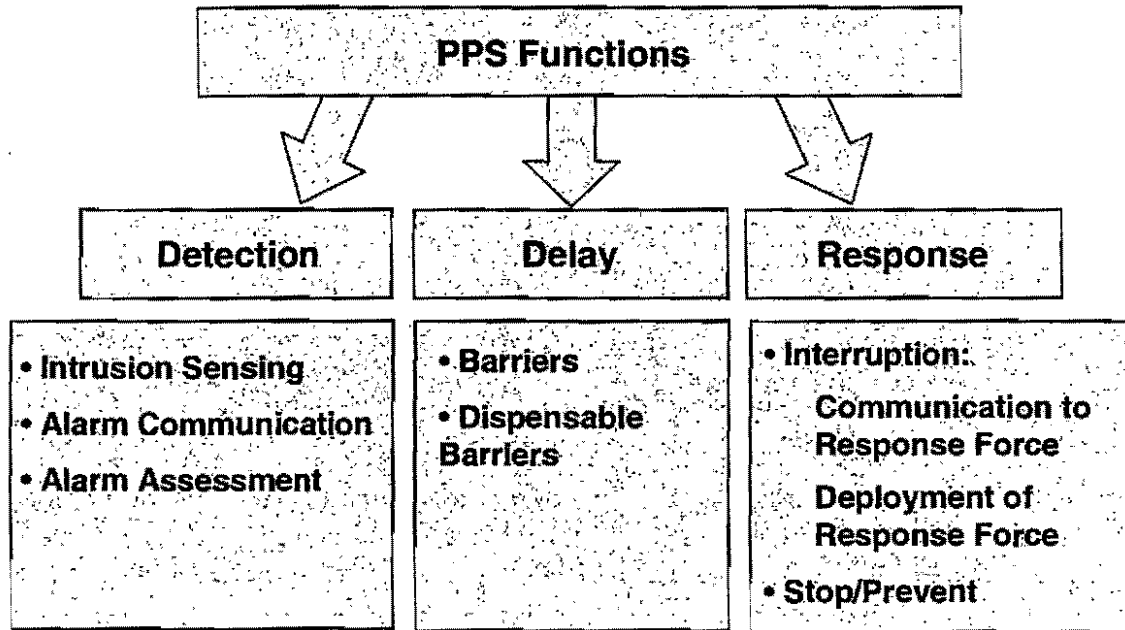 PPS Functions
Detection
Delay
Response
• Intrusion Sensing
• Alarm Communication
• Alarm Assessment
• Barriers
• Dispensable
Barriers
• Interruption:
Communication to
Response Force
Deployment of
Response Force
• Stop/Prevent